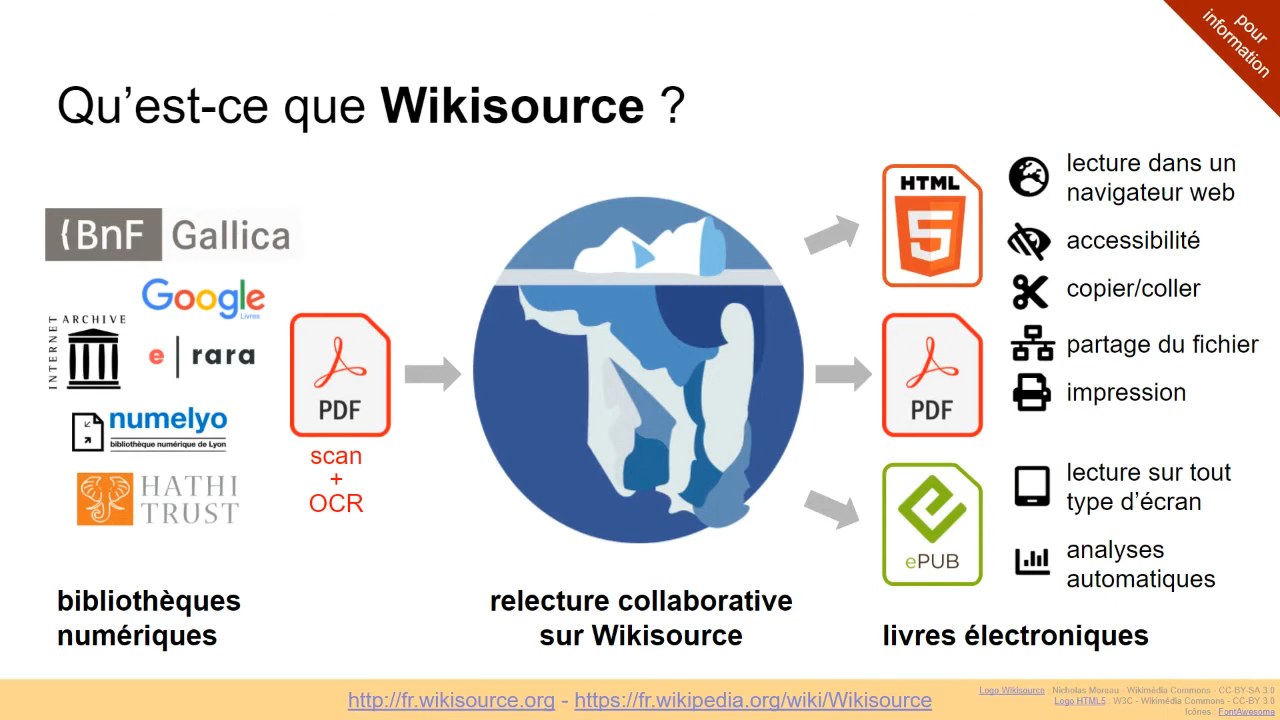 pour
information
Qu’est-ce que Wikisource ?
BnF Gallica
Google
Livres
INTERNET ARCHIVE
e | rara
numelyo
bibliothèque numérique de Lyon
HATHI
TRUST
PDF
scan
+
OCR
HTML
5
PDF
ePUB
lecture dans un
navigateur web
accessibilité
copier/coller
partage du fichier
impression
lecture sur tout
type d’écran
analyses
automatiques
bibliothèques
numériques
relecture collaborative
sur Wikisource
livres électroniques
http://fr.wikisource.org - https://fr.wikipedia.org/wiki/Wikisource
Logo Wikisource : Nicholas Moreau - Wikimédia Commons - CC-BY-SA 3.0
Logo HTML5 : W3C - Wikimédia Commons - CC-BY 3.0
Icônes : FontAwesome